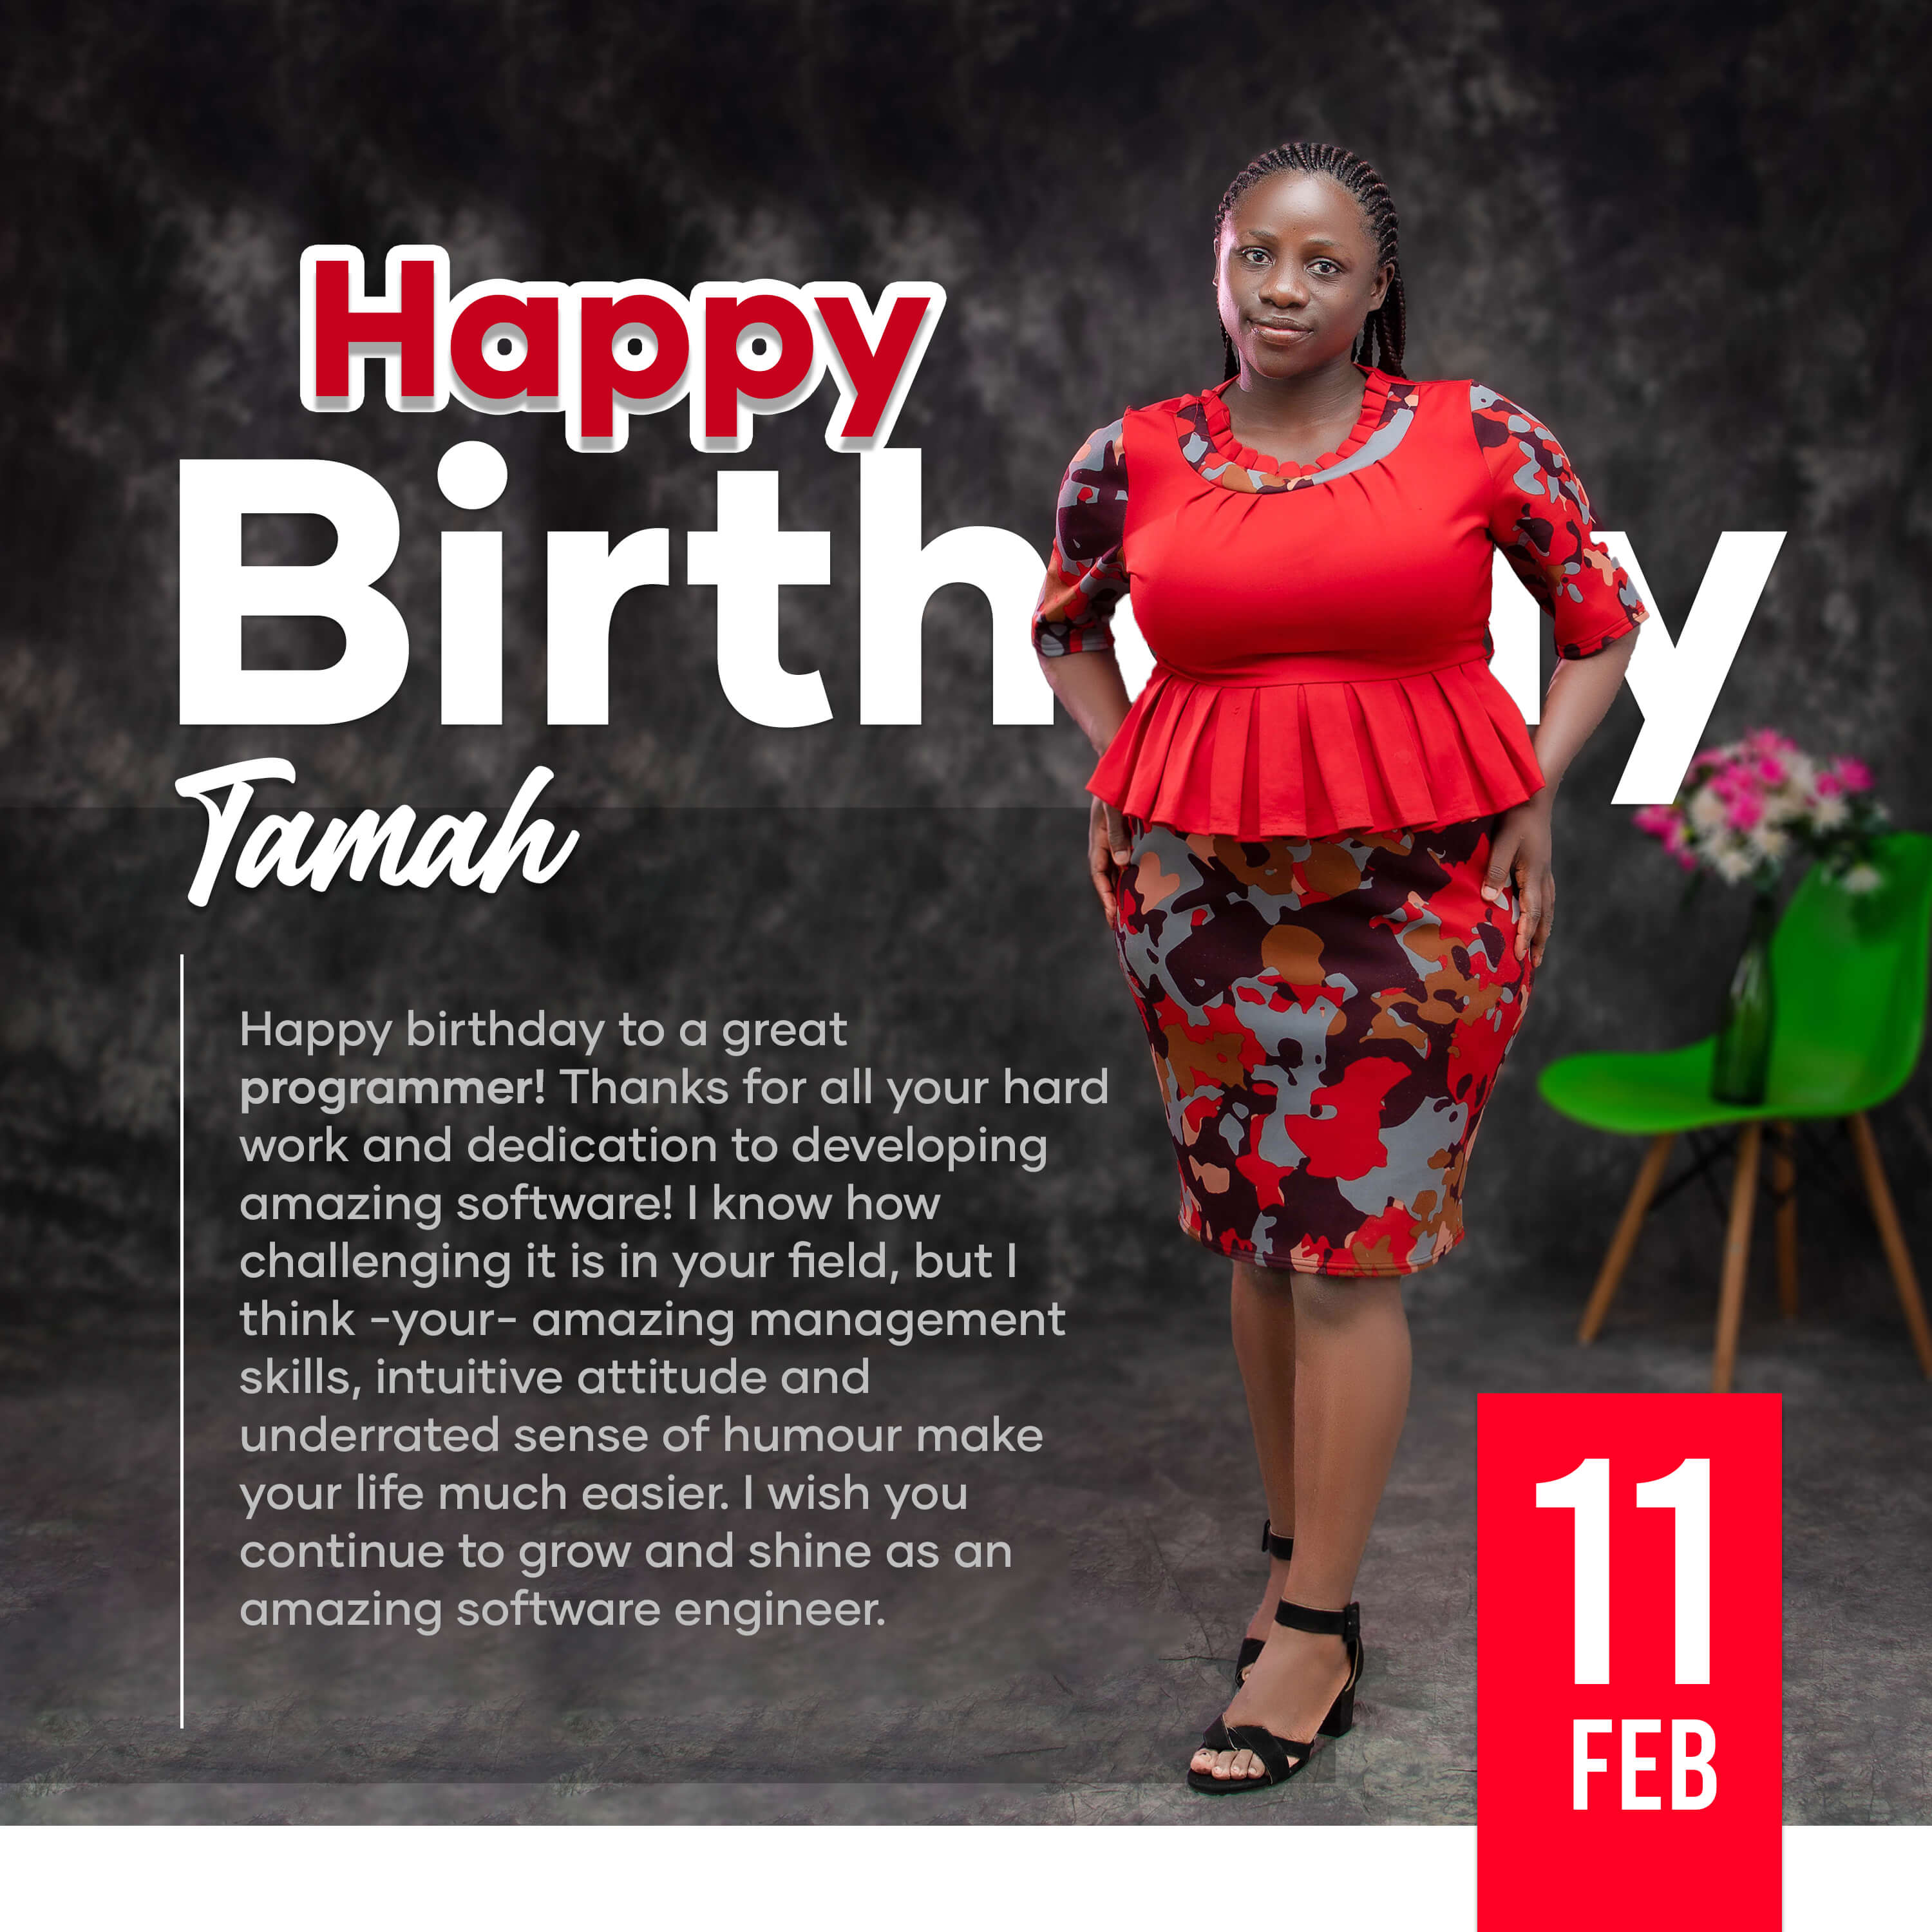 Happy
Birthday
Tamah
Happy birthday to a great
programmer! Thanks for all your hard
work and dedication to developing
amazing software! I know how
challenging it is in your field, but I
think -your- amazing management
skills, intuitive attitude and
underrated sense of humour make
your life much easier. I wish you
continue to grow and shine as an
amazing software engineer.
11
FEB